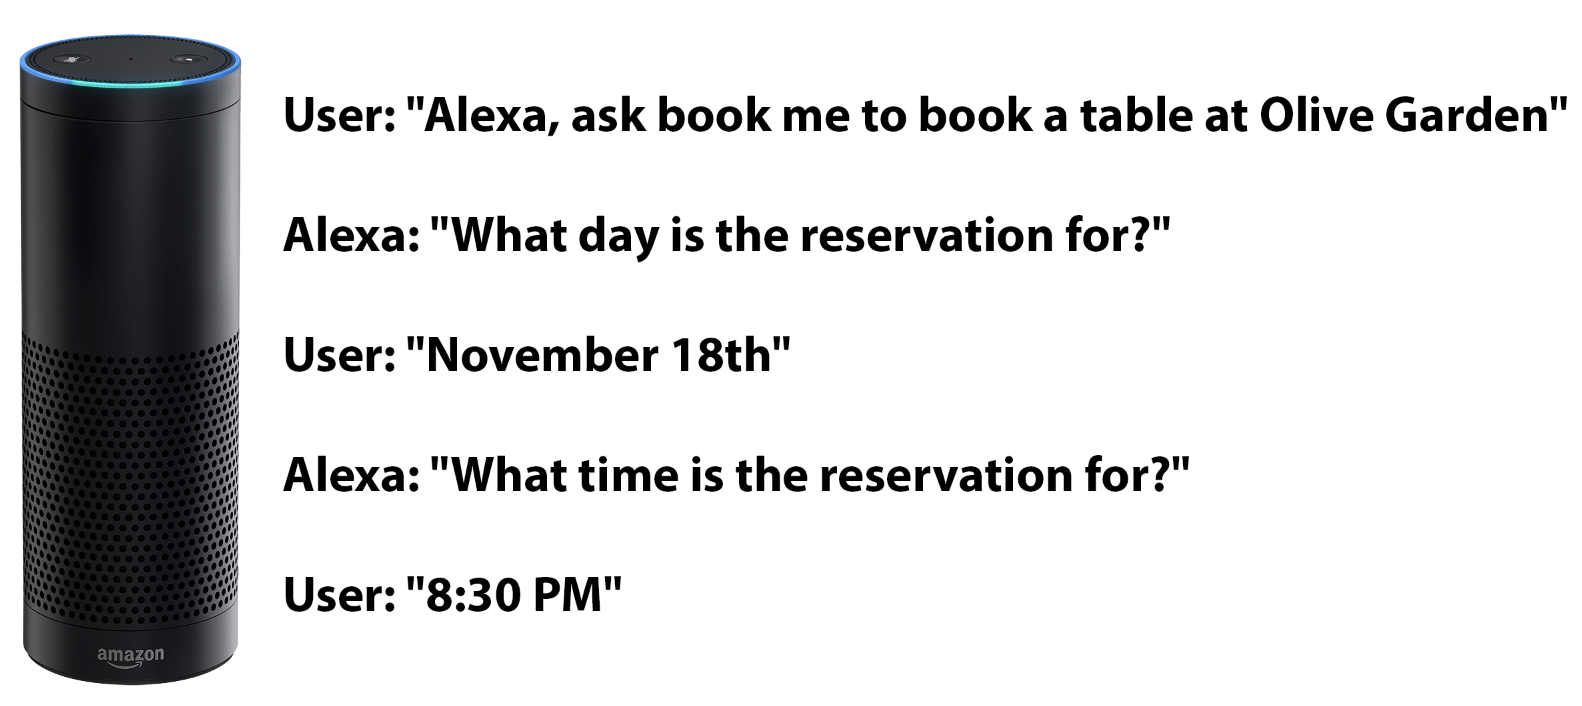 User: "Alexa, ask book me to book a table at Olive Garden"
Alexa: "What day is the reservation for?"
User: "November 18th"
Alexa: "What time is the reservation for?"
User: "8:30 PM"
amazon